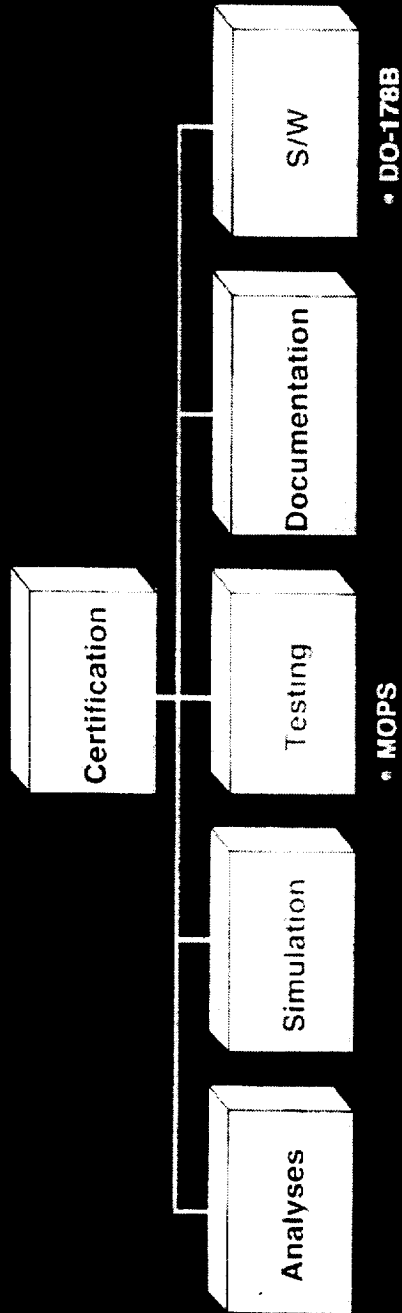 Certification
Analyses
Simulation
Testing
Documentation
S/W
* MOPS
* DO-178B